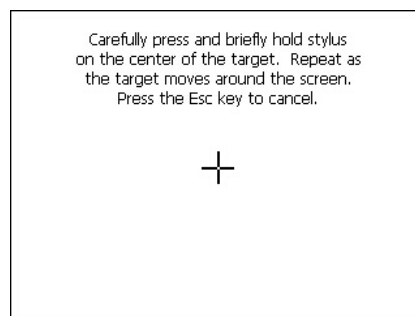 Carefully press and briefly hold stylus
on the center of the target.  Repeat as
the target moves around the screen.
Press the Esc key to cancel.